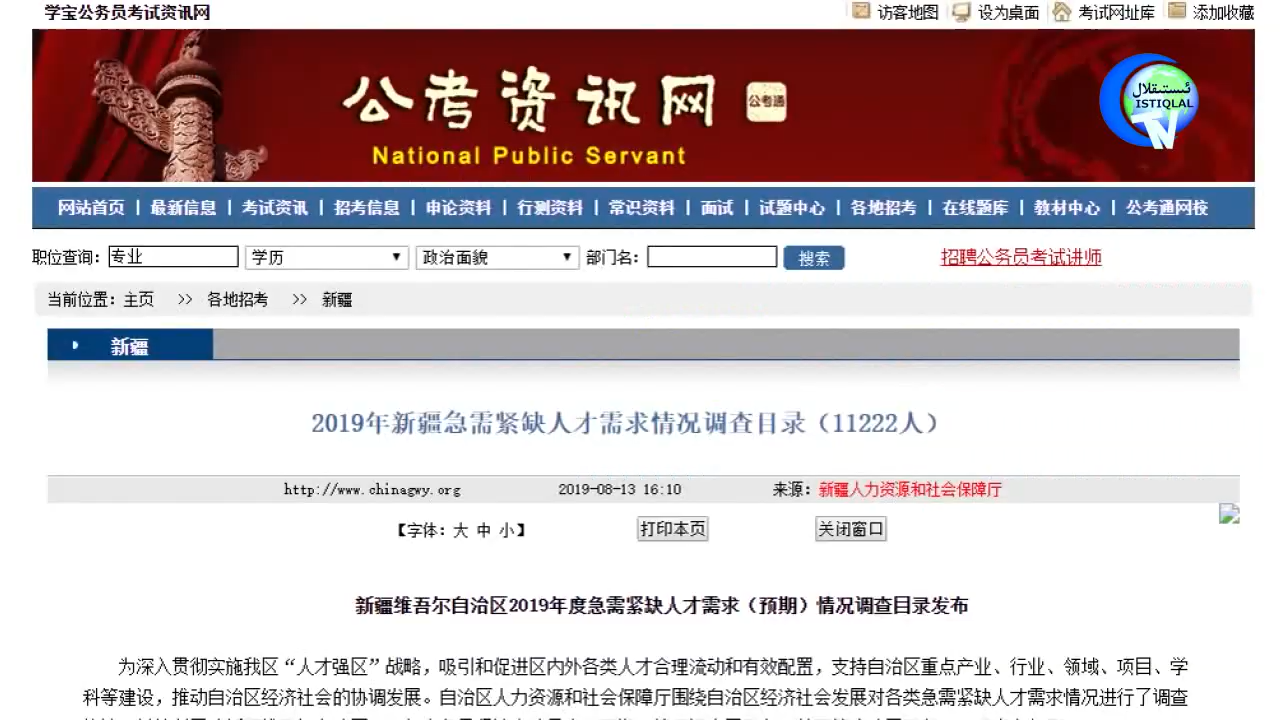 学宝公务员考试资讯网 访客地图 设为桌面 考试网址库 添加收藏
公考资讯网 公考通
National Public Servant
ئىستىقلال
ISTIQLAL
TV
网站首页 | 最新信息 | 考试资讯 | 招考信息 | 申论资料 | 行测资料 | 常识资料 | 面试 | 试题中心 | 各地招考 | 在线题库 | 教材中心 | 公考通网校
职位查询: 专业 学历 政治面貌 部门名: 搜索 招聘公务员考试讲师
当前位置: 主页 >> 各地招考 >> 新疆
新疆
2019年新疆急需紧缺人才需求情况调查目录（11222人）
http://www.chinagwy.org 2019-08-13 16:10 来源: 新疆人力资源和社会保障厅
【字体: 大 中 小】 打印本页 关闭窗口
新疆维吾尔自治区2019年度急需紧缺人才需求（预期）情况调查目录发布
为深入贯彻实施我区“人才强区”战略，吸引和促进区内外各类人才合理流动和有效配置，支持自治区重点产业、行业、领域、项目、学
科等建设，推动自治区经济社会的协调发展。自治区人力资源和社会保障厅围绕自治区经济社会发展对各类急需紧缺人才需求情况进行了调查